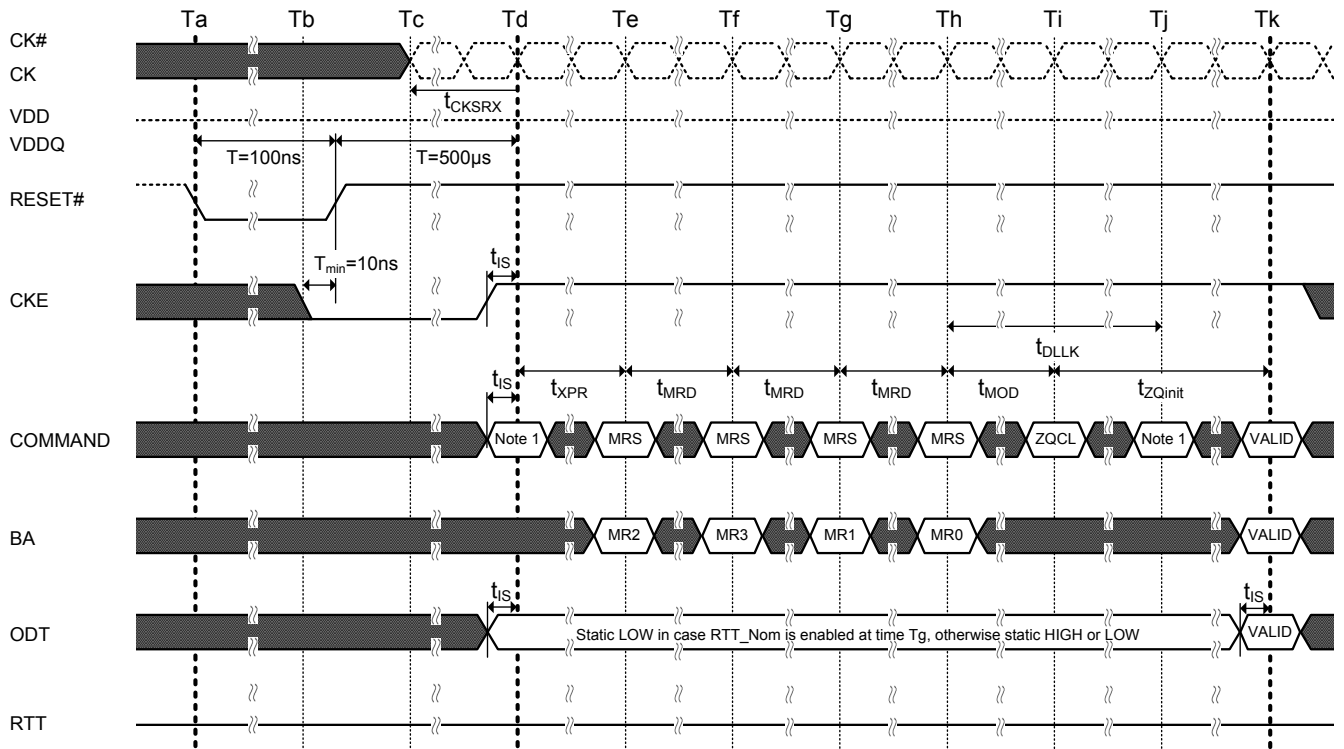 Ta Tb Tc Td Te Tf Tg Th Ti Tj Tk
CK#
CK
tCKSRX
VDD
VDDQ
T=100ns T=500µs
RESET#
Tmin=10ns tIS
CKE
tDLLK
tIS tXPR tMRD tMRD tMRD tMOD tZQinit
COMMAND Note 1 MRS MRS MRS MRS ZQCL Note 1 VALID
BA MR2 MR3 MR1 MR0 VALID
tIS tIS
ODT Static LOW in case RTT_Nom is enabled at time Tg, otherwise static HIGH or LOW VALID
RTT